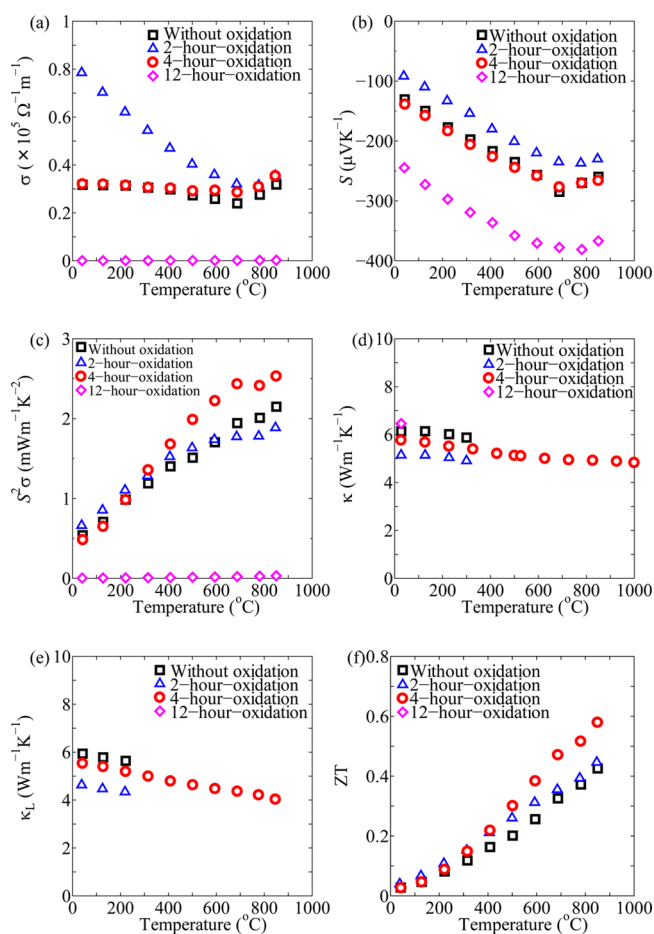 (a)
1
0.8
0.6
0.4
0.2
0
0 200 400 600 800 1000
σ (× 10⁵ Ω⁻¹m⁻¹)
Without oxidation
2-hour-oxidation
4-hour-oxidation
12-hour-oxidation
Temperature (°C)
(b)
0
−100
−200
−300
−400
0 200 400 600 800 1000
S (μVK⁻¹)
Without oxidation
2-hour-oxidation
4-hour-oxidation
12-hour-oxidation
Temperature (°C)
(c)
3
2
1
0
0 200 400 600 800 1000
S²σ (mWm⁻¹K⁻²)
Without oxidation
2-hour-oxidation
4-hour-oxidation
12-hour-oxidation
Temperature (°C)
(d)
10
8
6
4
2
0
0 200 400 600 800 1000
κ (Wm⁻¹K⁻¹)
Without oxidation
2-hour-oxidation
4-hour-oxidation
12-hour-oxidation
Temperature (°C)
(e)
10
8
6
4
2
0
0 200 400 600 800 1000
κL (Wm⁻¹K⁻¹)
Without oxidation
2-hour-oxidation
4-hour-oxidation
12-hour-oxidation
Temperature (°C)
(f)
0.8
0.6
0.4
0.2
0
0 200 400 600 800 1000
ZT
Without oxidation
2-hour-oxidation
4-hour-oxidation
12-hour-oxidation
Temperature (°C)